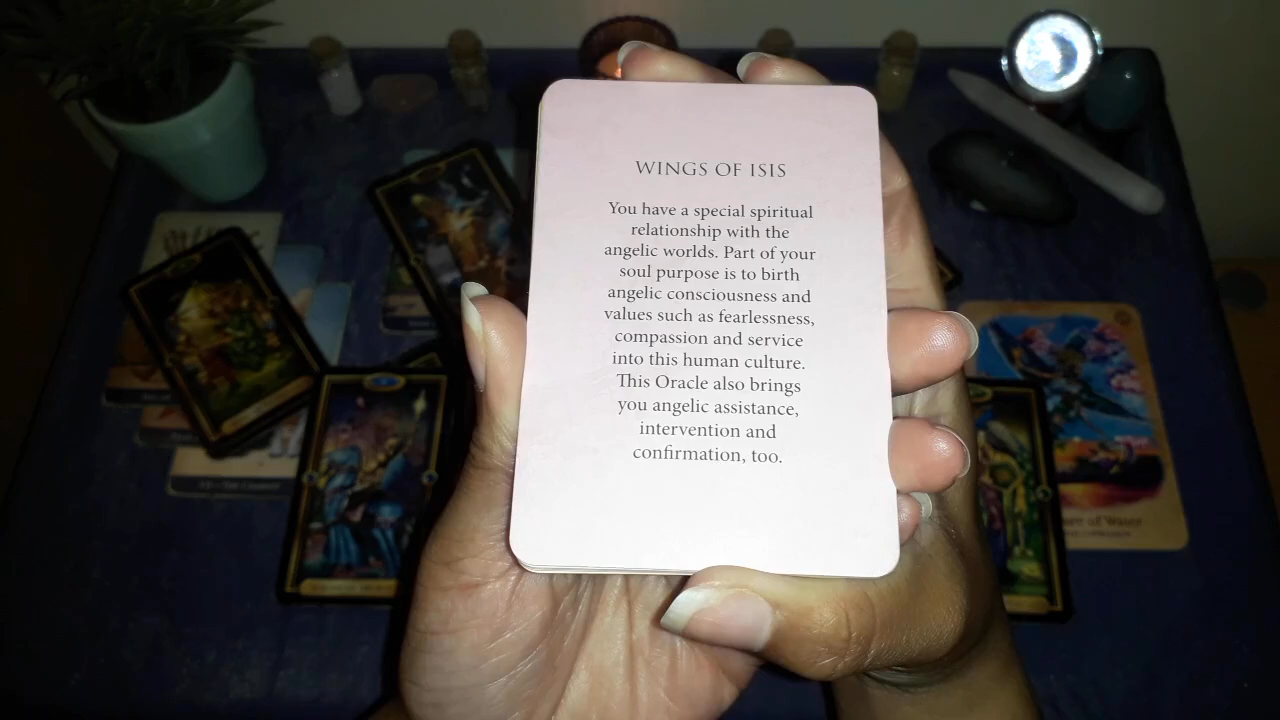 WINGS OF ISIS
You have a special spiritual
relationship with the
angelic worlds. Part of your
soul purpose is to birth
angelic consciousness and
values such as fearlessness,
compassion and service
into this human culture.
This Oracle also brings
you angelic assistance,
intervention and
confirmation, too.
of Water